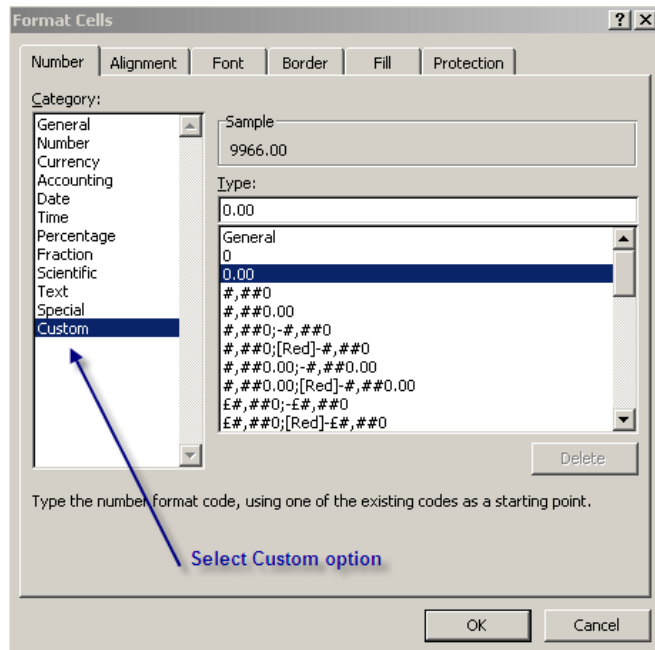 Format Cells
? X
Number Alignment Font Border Fill Protection
Category:
General
Number
Currency
Accounting
Date
Time
Percentage
Fraction
Scientific
Text
Special
Custom
Sample
9966.00
Type:
0.00
General
0
0.00
#,##0
#,##0.00
#,##0;-#,##0
#,##0;[Red]-#,##0
#,##0.00;-#,##0.00
#,##0.00;[Red]-#,##0.00
£#,##0;-£#,##0
£#,##0;[Red]-£#,##0
Delete
Type the number format code, using one of the existing codes as a starting point.
Select Custom option
OK Cancel